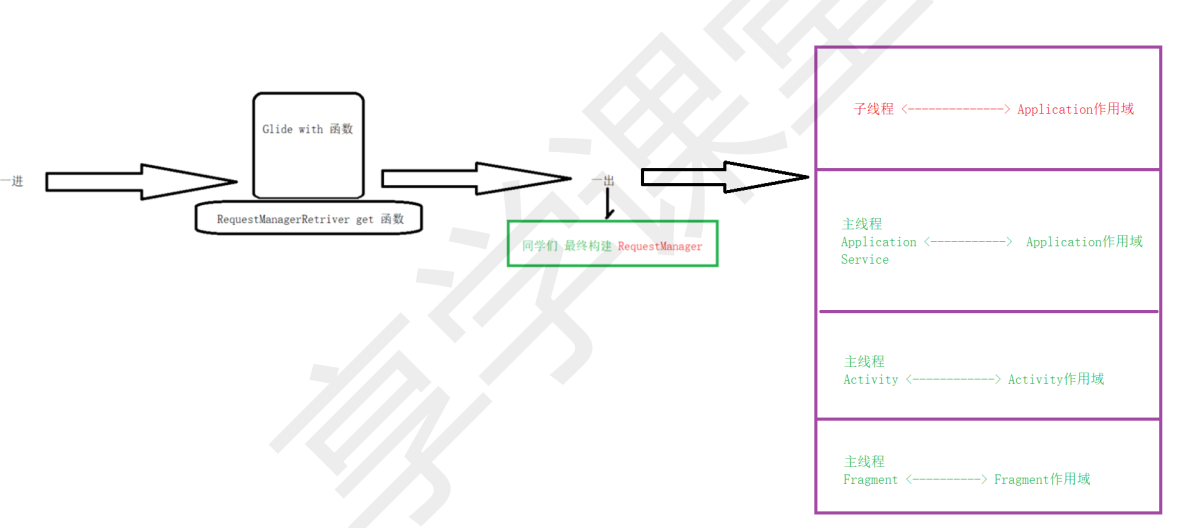 一进
Glide with 函数
RequestManagerRetriver get 函数
一出
同学们 最终构建 RequestManager
子线程 <--------------> Application作用域
主线程
Application <-----------> Application作用域
Service
主线程
Activity <------------> Activity作用域
主线程
Fragment <----------> Fragment作用域
享学课堂